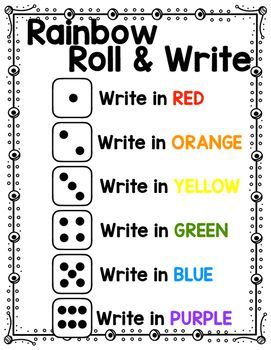 Rainbow
Roll & Write
Write in RED
Write in ORANGE
Write in YELLOW
Write in GREEN
Write in BLUE
Write in PURPLE